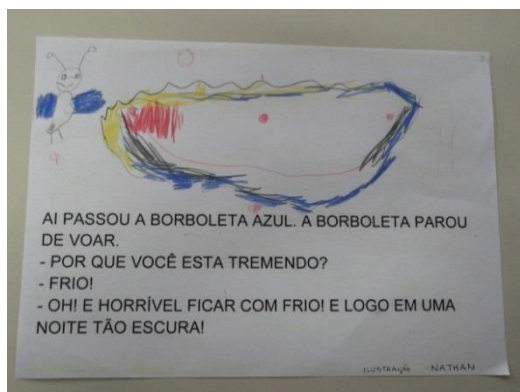 AI PASSOU A BORBOLETA AZUL. A BORBOLETA PAROU
DE VOAR.
- POR QUE VOCÊ ESTA TREMENDO?
- FRIO!
- OH! E HORRÍVEL FICAR COM FRIO! E LOGO EM UMA
NOITE TÃO ESCURA!
ILUSTRAÇÃO NATHAN